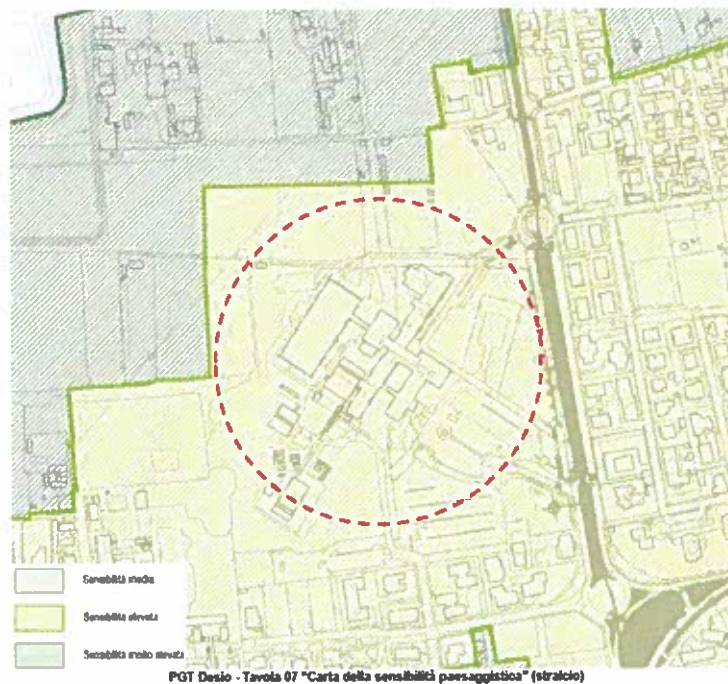 Sensibilità media
Sensibilità elevata
Sensibilità molto elevata
PGT Desio - Tavola 07 "Carta della sensibilità paesaggistica" (stralcio)